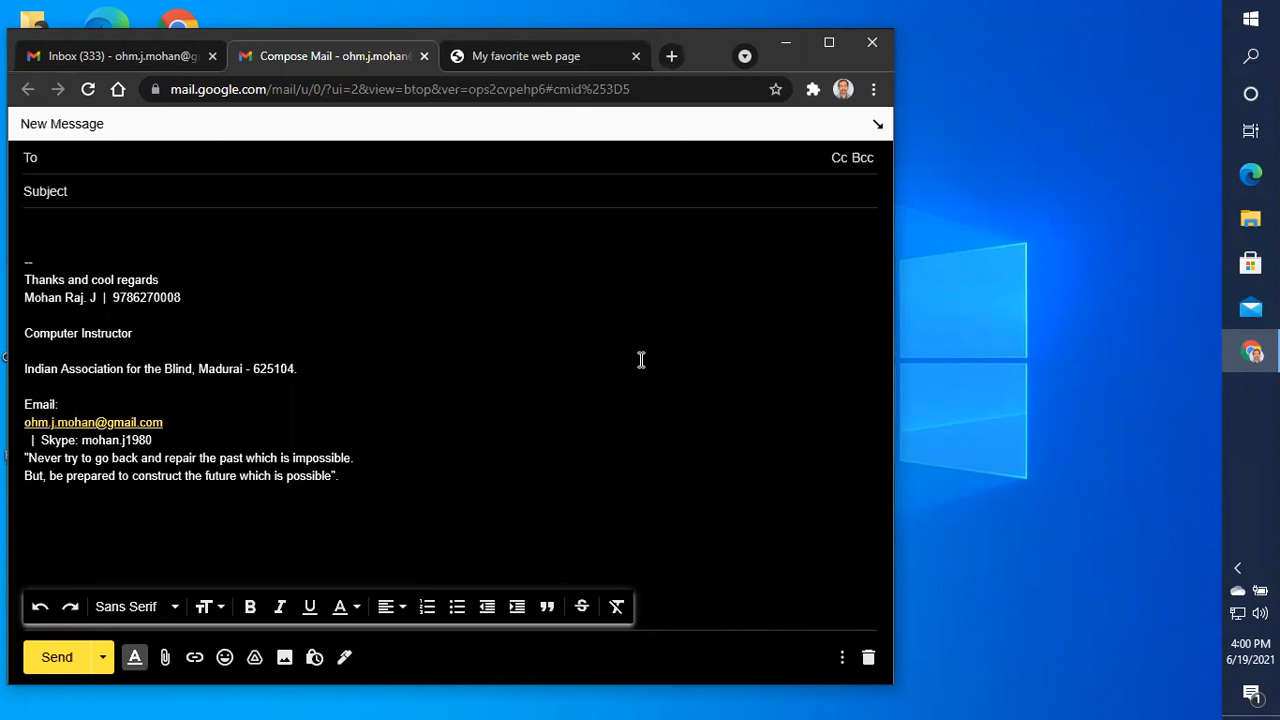 Inbox (333) - ohm.j.mohan@g
Compose Mail - ohm.j.mohan
My favorite web page
mail.google.com/mail/u/0/?ui=2&view=btop&ver=ops2cvpehp6#cmid%253D5
New Message
To
Cc Bcc
Subject
--
Thanks and cool regards
Mohan Raj. J | 9786270008
Computer Instructor
Indian Association for the Blind, Madurai - 625104.
Email:
ohm.j.mohan@gmail.com
| Skype: mohan.j1980
"Never try to go back and repair the past which is impossible.
But, be prepared to construct the future which is possible".
Sans Serif
Send
4:00 PM
6/19/2021
1